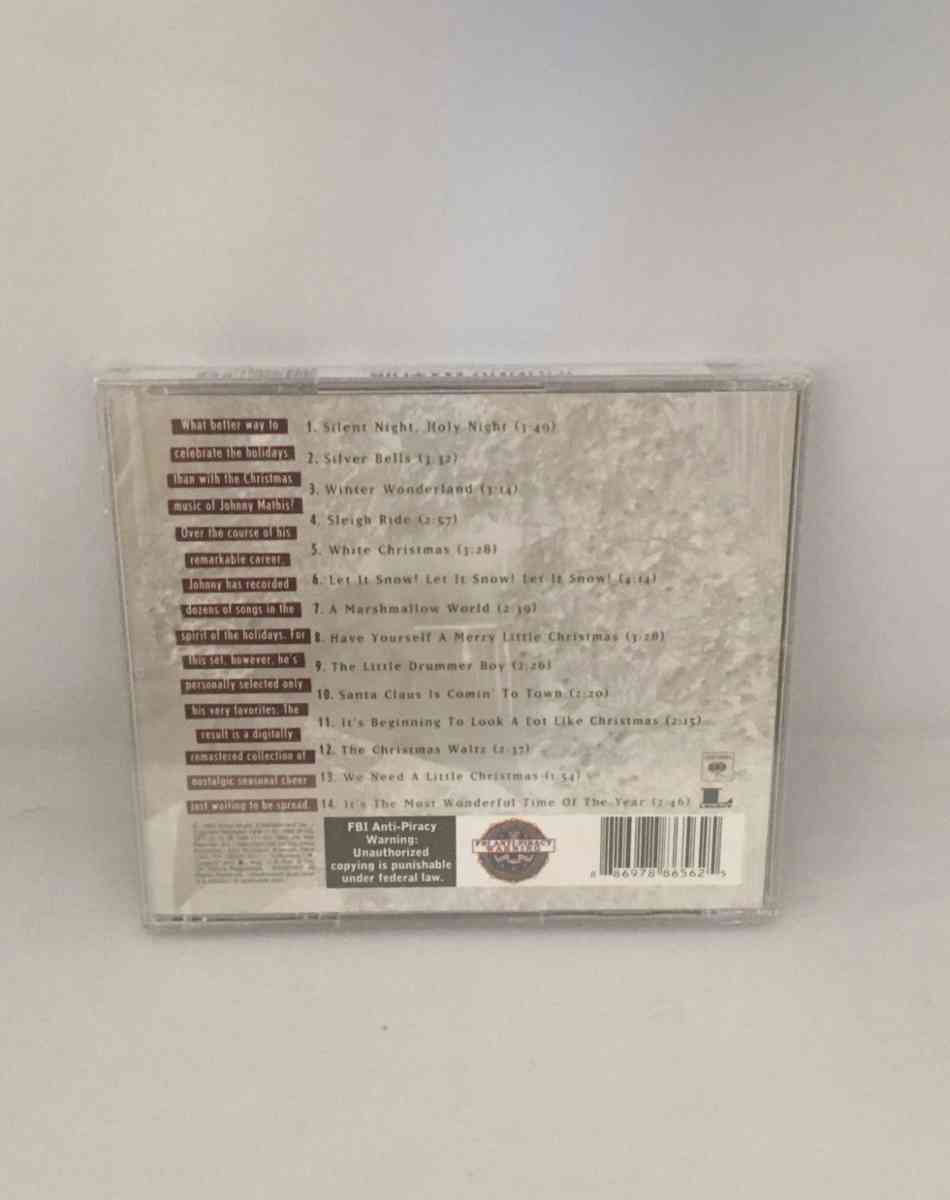 What better way to
celebrate the holidays
than with the Christmas
music of Johnny Mathis?
Over the course of his
remarkable career,
Johnny has recorded
dozens of songs in the
spirit of the holidays. For
this set, however, he's
personally selected only
his very favorites. The
result is a digitally
remastered collection of
nostalgic seasonal cheer
just waiting to be spread.
1. Silent Night, Holy Night (3:49)
2. Silver Bells (3:32)
3. Winter Wonderland (3:14)
4. Sleigh Ride (2:57)
5. White Christmas (3:28)
6. Let It Snow! Let It Snow! Let It Snow! (4:14)
7. A Marshmallow World (2:39)
8. Have Yourself A Merry Little Christmas (3:28)
9. The Little Drummer Boy (2:26)
10. Santa Claus Is Comin' To Town (2:20)
11. It's Beginning To Look A Lot Like Christmas (2:15)
12. The Christmas Waltz (2:37)
13. We Need A Little Christmas (1:54)
14. It's The Most Wonderful Time Of The Year (2:46)
FBI Anti-Piracy
Warning:
Unauthorized
copying is punishable
under federal law.
FBI ANTI-PIRACY
WARNING
8 86978 86562 5